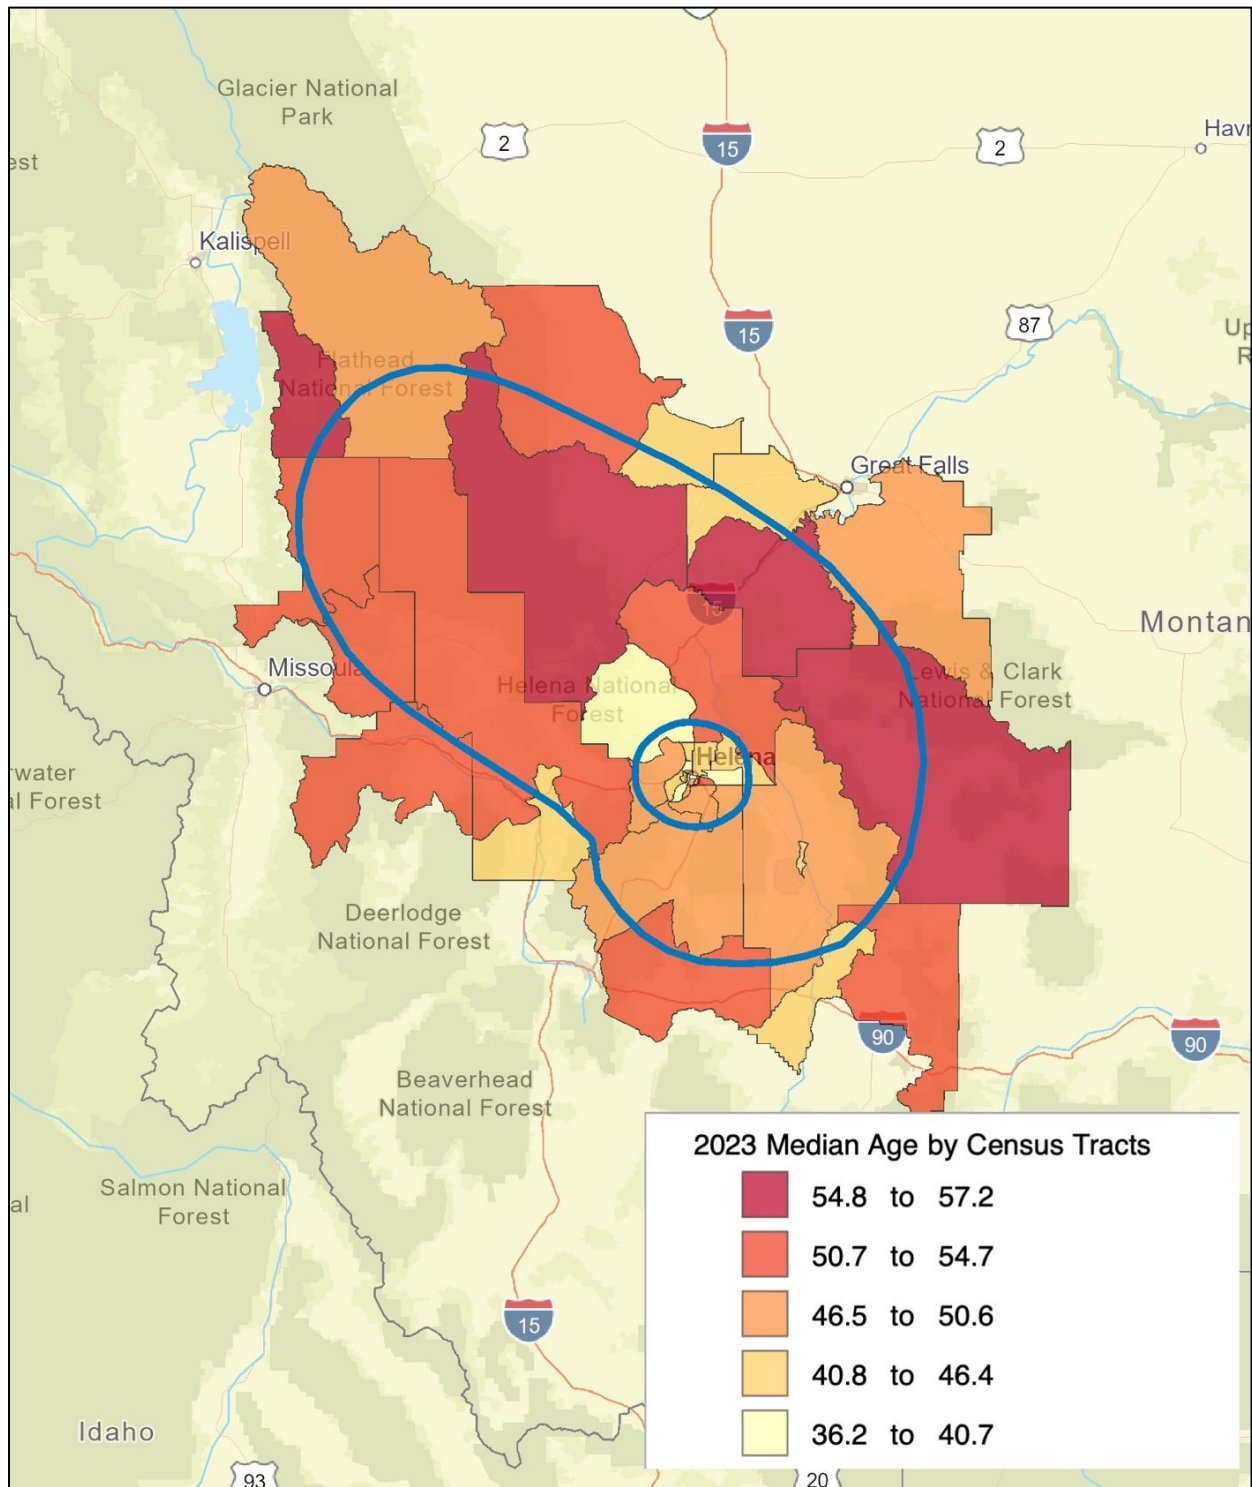 Glacier National
Park
2
15
2
Havr
est
Kalispell
15
87
Up
R
Flathead
National Forest
Great Falls
15
Montan
Missoula
Helena National
Forest
Lewis & Clark
National Forest
Helena
rwater
al Forest
Deerlodge
National Forest
90
90
Beaverhead
National Forest
2023 Median Age by Census Tracts
54.8 to 57.2
50.7 to 54.7
46.5 to 50.6
40.8 to 46.4
36.2 to 40.7
Salmon National
Forest
al
15
Idaho
93
20